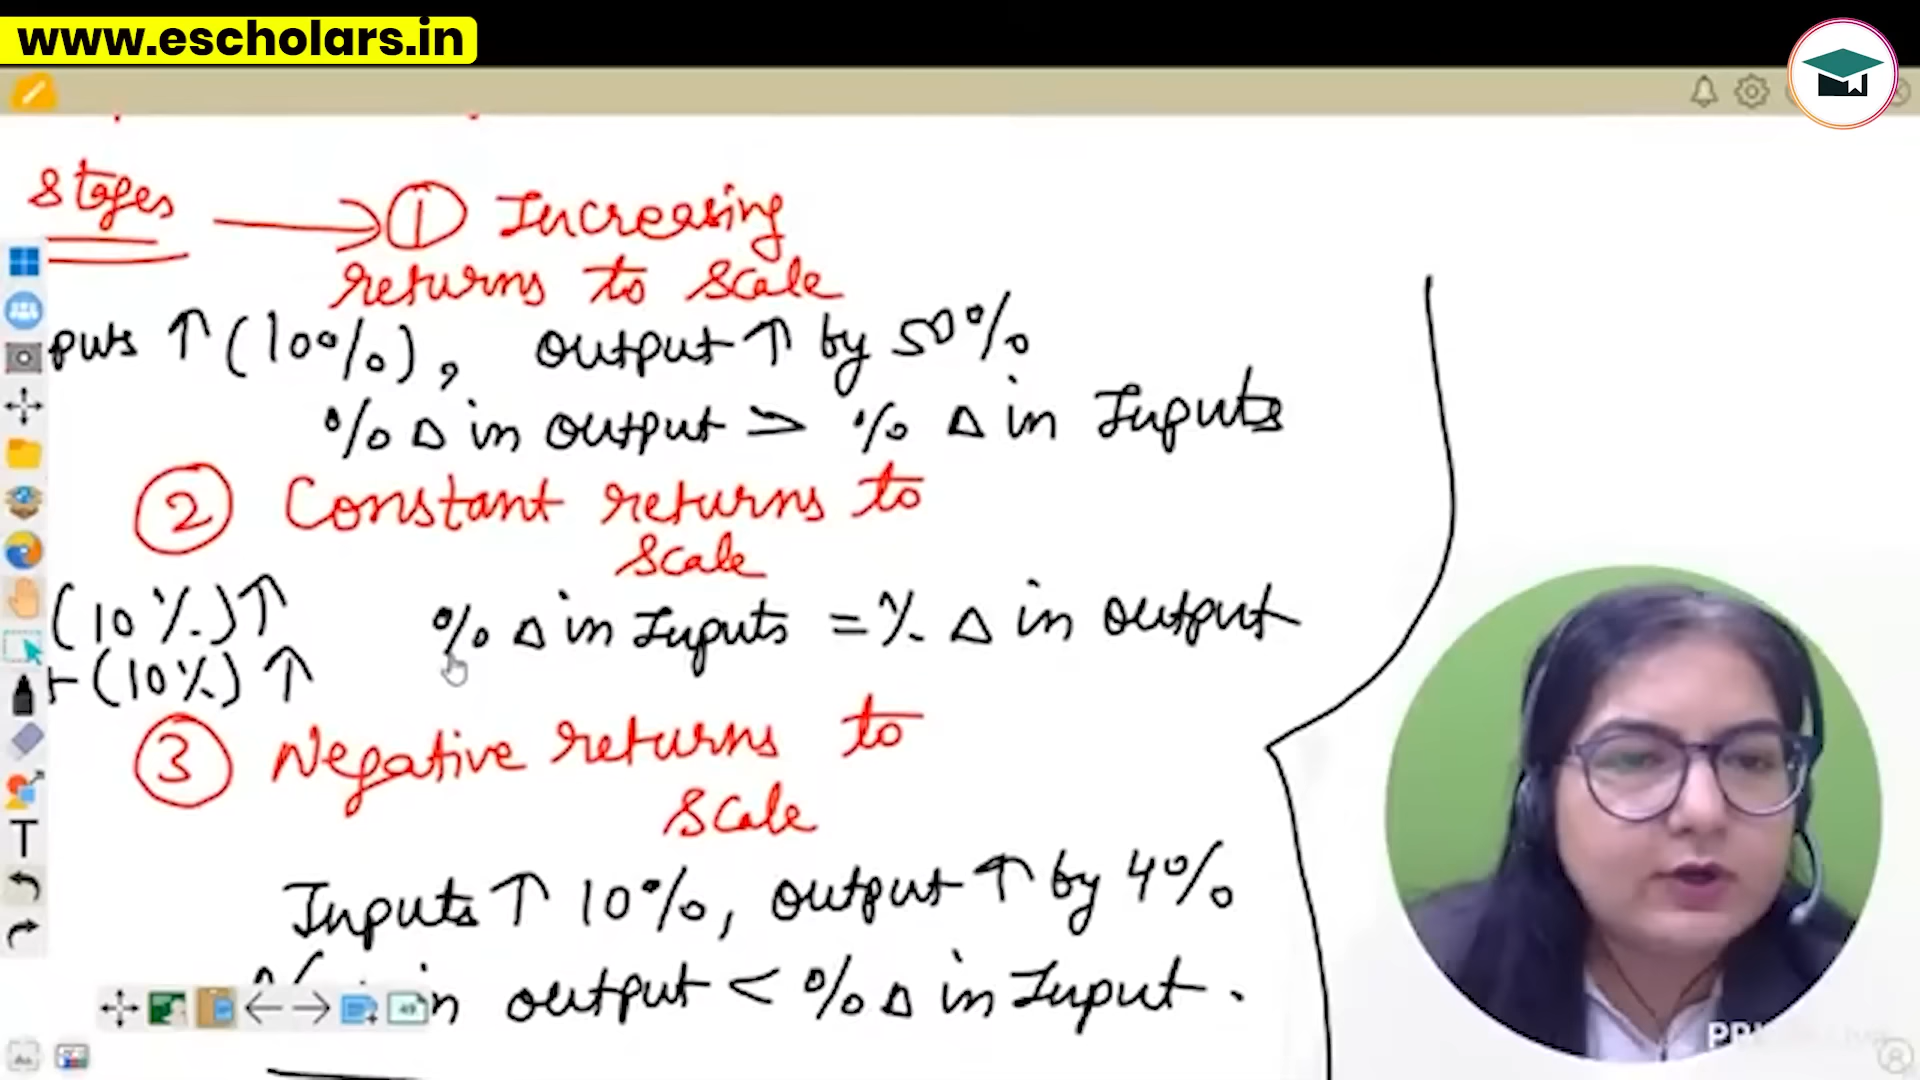 www.escholars.in
stages → ① Increasing
returns to scale
puts ↑ (10%), output ↑ by 50%
% Δ in output > % Δ in Inputs
② Constant returns to
scale
(10%) ↑ % Δ in Inputs = % Δ in output
(10%) ↑
③ Negative returns to
scale
Inputs ↑ 10%, output ↑ by 4%
in output < % Δ in Input.